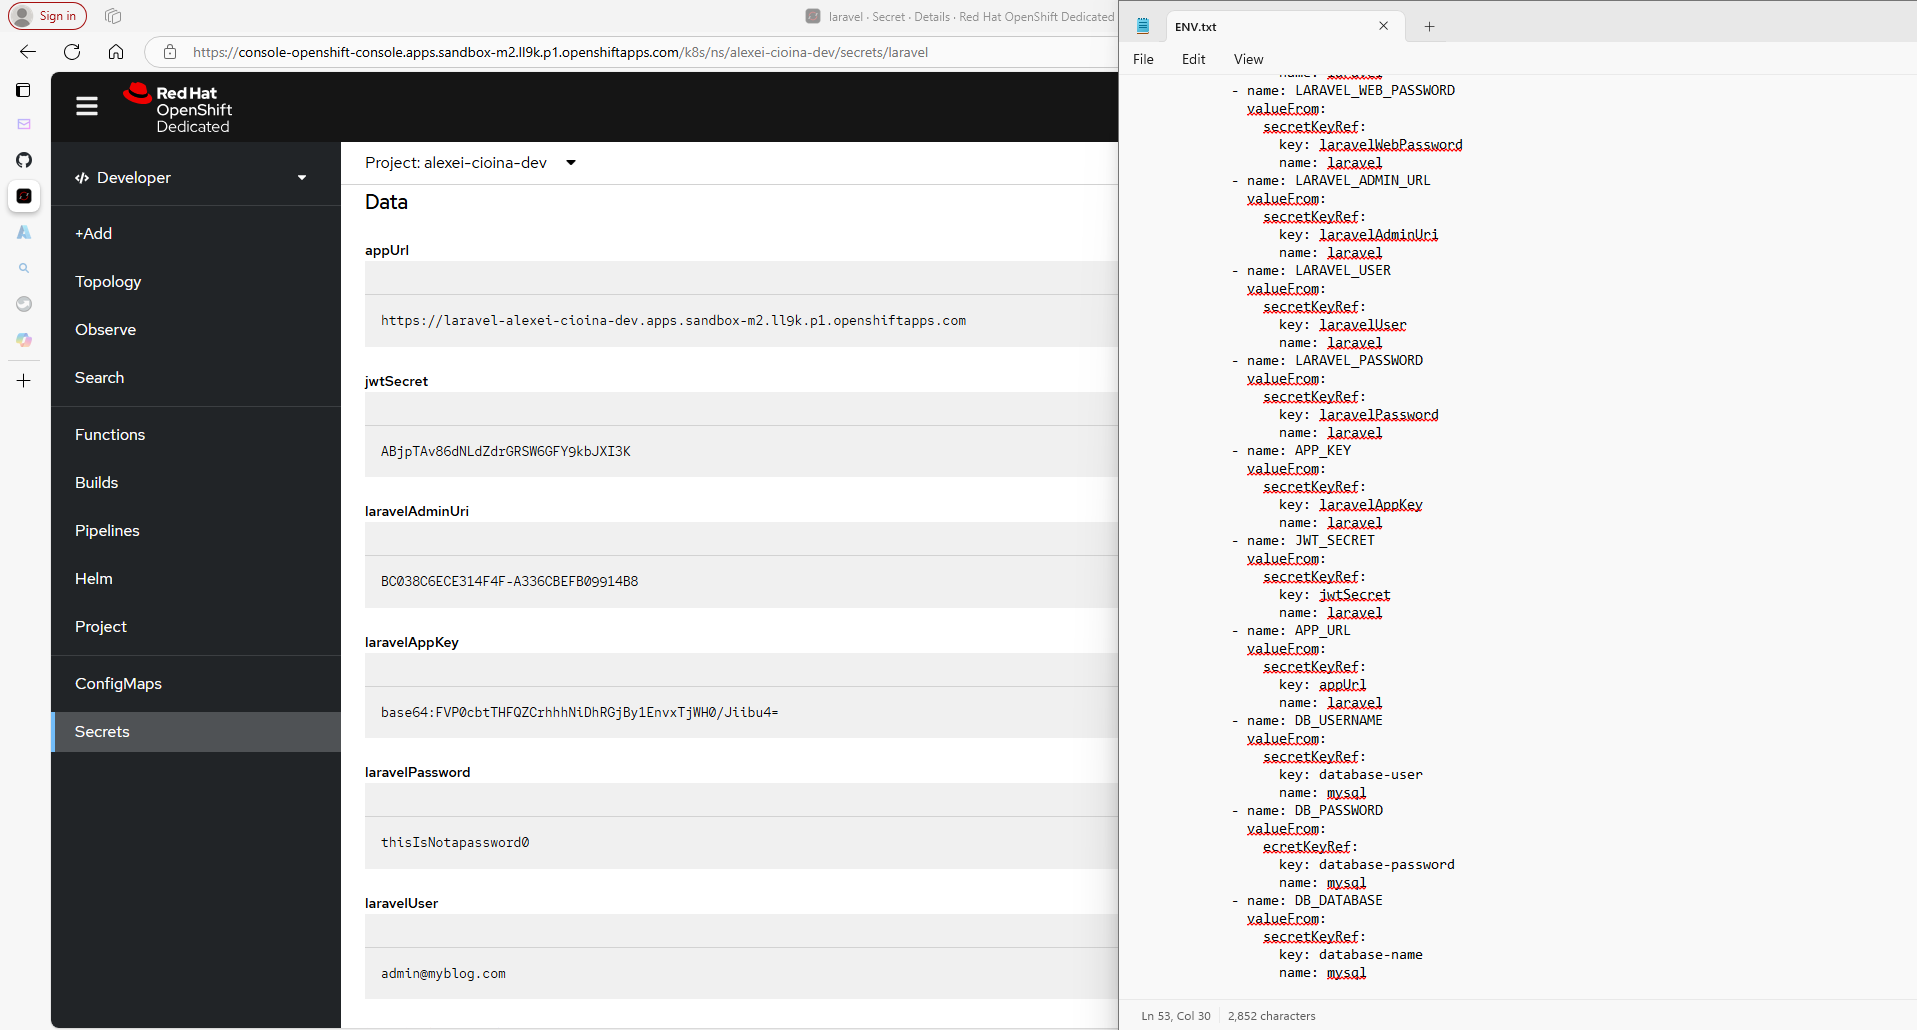 Sign in
laravel · Secret · Details · Red Hat OpenShift Dedicated
https://console-openshift-console.apps.sandbox-m2.ll9k.p1.openshiftapps.com/k8s/ns/alexei-cioina-dev/secrets/laravel
Red Hat
OpenShift
Dedicated
Developer
+Add
Topology
Observe
Search
Functions
Builds
Pipelines
Helm
Project
ConfigMaps
Secrets
Project: alexei-cioina-dev
Data
appUrl
https://laravel-alexei-cioina-dev.apps.sandbox-m2.ll9k.p1.openshiftapps.com
jwtSecret
ABjpTAv86dNLdZdrGRSW6GFY9kbJXI3K
laravelAdminUri
BC038C6ECE314F4F-A336CBEFB09914B8
laravelAppKey
base64:FVP0cbtTHFQZCrhhhNiDhRGjBy1EnvxTjWH0/Jiibu4=
laravelPassword
thisIsNotapassword0
laravelUser
admin@myblog.com
ENV.txt
File Edit View
name: laravel
- name: LARAVEL_WEB_PASSWORD
valueFrom:
secretKeyRef:
key: laravelWebPassword
name: laravel
- name: LARAVEL_ADMIN_URL
valueFrom:
secretKeyRef:
key: laravelAdminUri
name: laravel
- name: LARAVEL_USER
valueFrom:
secretKeyRef:
key: laravelUser
name: laravel
- name: LARAVEL_PASSWORD
valueFrom:
secretKeyRef:
key: laravelPassword
name: laravel
- name: APP_KEY
valueFrom:
secretKeyRef:
key: laravelAppKey
name: laravel
- name: JWT_SECRET
valueFrom:
secretKeyRef:
key: jwtSecret
name: laravel
- name: APP_URL
valueFrom:
secretKeyRef:
key: appUrl
name: laravel
- name: DB_USERNAME
valueFrom:
secretKeyRef:
key: database-user
name: mysql
- name: DB_PASSWORD
valueFrom:
ecretKeyRef:
key: database-password
name: mysql
- name: DB_DATABASE
valueFrom:
secretKeyRef:
key: database-name
name: mysql
Ln 53, Col 30
2,852 characters